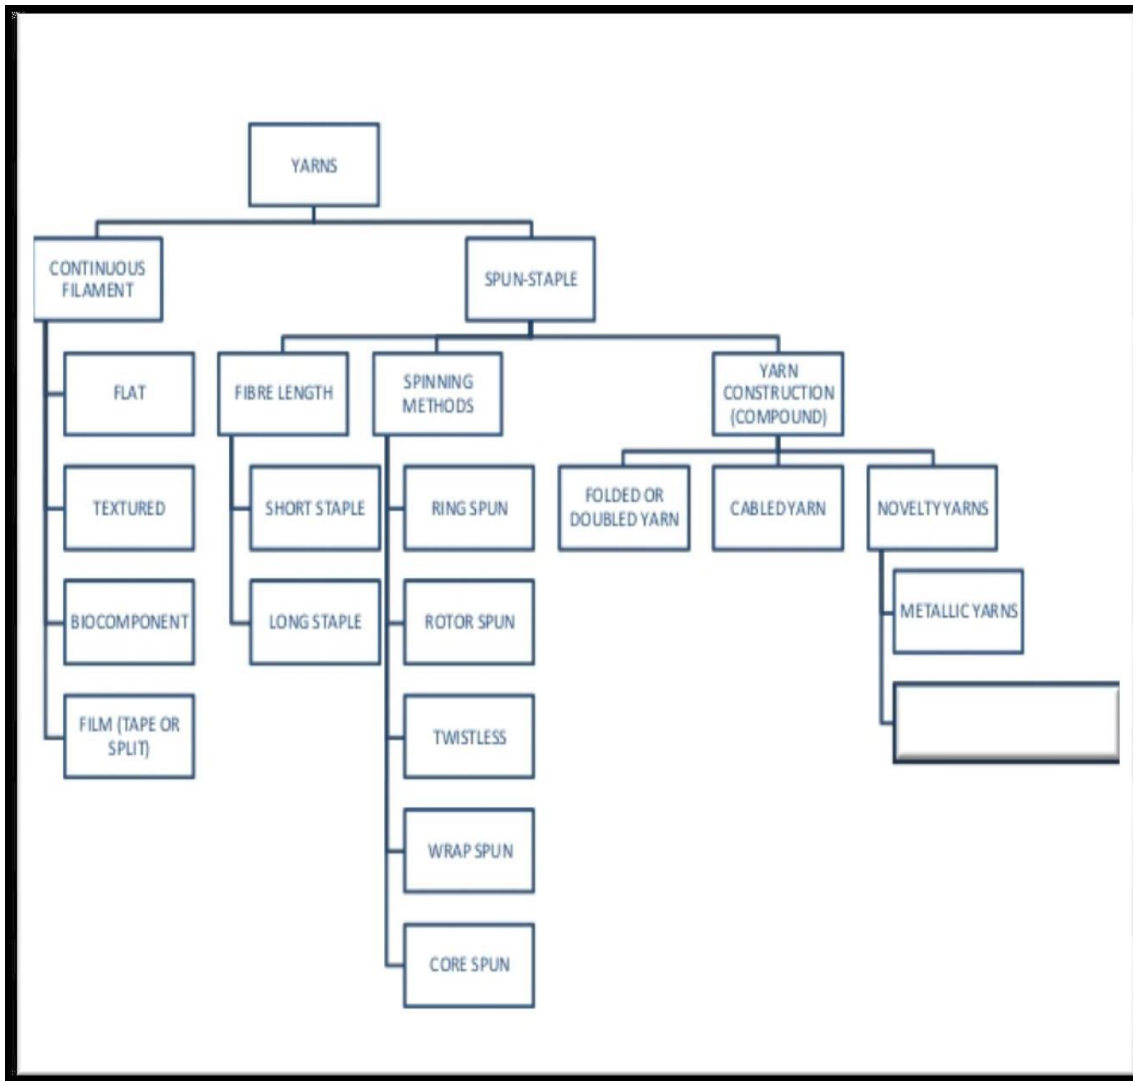 YARNS
CONTINUOUS
FILAMENT
SPUN-STAPLE
FLAT
FIBRE LENGTH
SPINNING
METHODS
YARN
CONSTRUCTION
(COMPOUND)
TEXTURED
SHORT STAPLE
RING SPUN
FOLDED OR
DOUBLED YARN
CABLED YARN
NOVELTY YARNS
BIOCOMPONENT
LONG STAPLE
ROTOR SPUN
METALLIC YARNS
FILM (TAPE OR
SPLIT)
TWISTLESS
WRAP SPUN
CORE SPUN